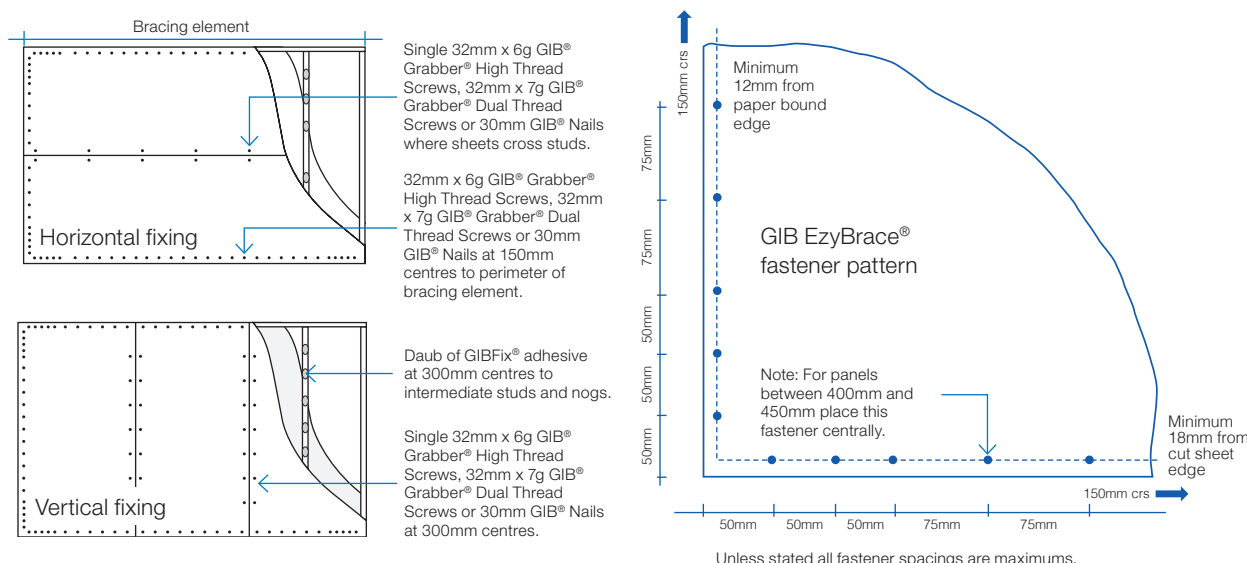 Bracing element
Single 32mm x 6g GIB®
Grabber® High Thread
Screws, 32mm x 7g GIB®
Grabber® Dual Thread
Screws or 30mm GIB® Nails
where sheets cross studs.
32mm x 6g GIB® Grabber®
High Thread Screws, 32mm
x 7g GIB® Grabber® Dual
Thread Screws or 30mm
GIB® Nails at 150mm
centres to perimeter of
bracing element.
Horizontal fixing
Daub of GIBFix® adhesive
at 300mm centres to
intermediate studs and nogs.
Single 32mm x 6g GIB®
Grabber® High Thread
Screws, 32mm x 7g GIB®
Grabber® Dual Thread
Screws or 30mm GIB® Nails
at 300mm centres.
Vertical fixing
150mm crs
75mm
75mm
50mm
50mm
50mm
Minimum
12mm from
paper bound
edge
GIB EzyBrace®
fastener pattern
Note: For panels
between 400mm and
450mm place this
fastener centrally.
Minimum
18mm from
cut sheet
edge
150mm crs
50mm
50mm
50mm
75mm
75mm
Unless stated all fastener spacings are maximums.